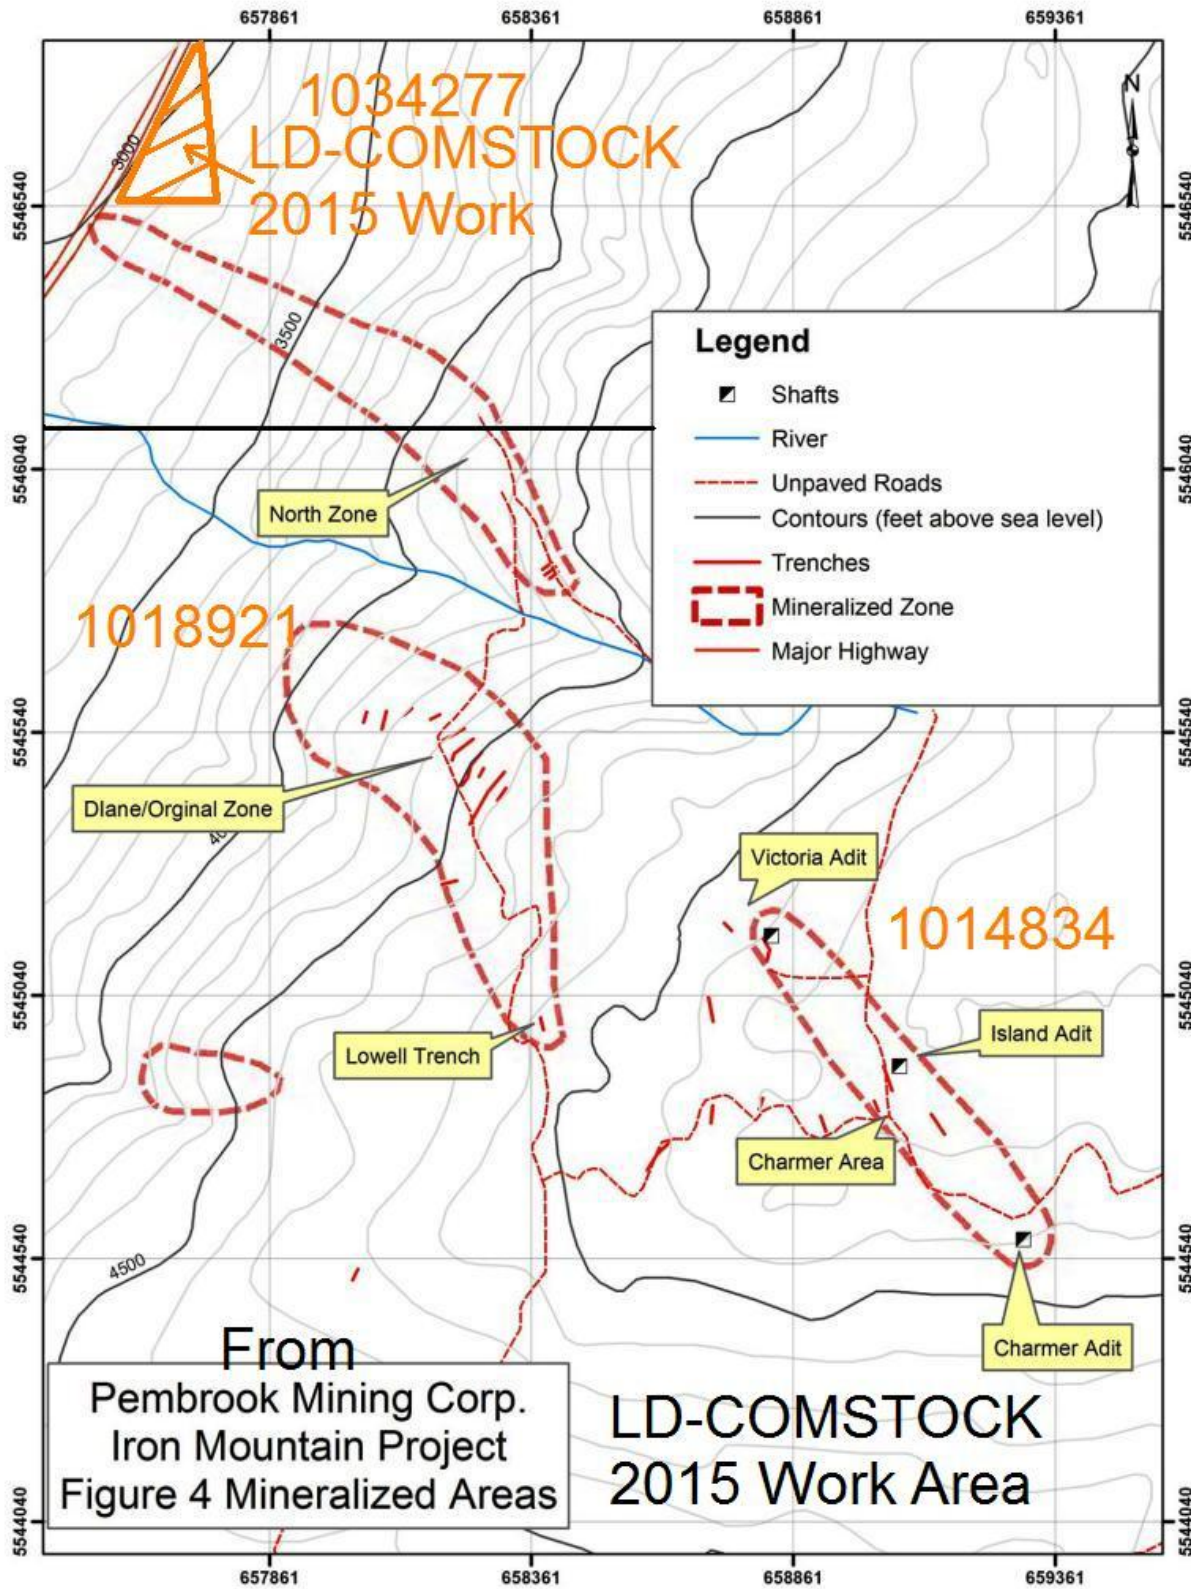 657861 658361 658861 659361
1034277
LD-COMSTOCK
2015 Work
N
3000
5546540
5546540
3500
Legend
Shafts
River
Unpaved Roads
Contours (feet above sea level)
Trenches
Mineralized Zone
Major Highway
5546040
5546040
North Zone
1018921
5545540
5545540
DIane/Orginal Zone
Victoria Adit
1014834
5545040
5545040
Island Adit
Lowell Trench
Charmer Area
4500
5544540
5544540
Charmer Adit
From
Pembrook Mining Corp.
Iron Mountain Project
Figure 4 Mineralized Areas
LD-COMSTOCK
2015 Work Area
5544040
5544040
657861 658361 658861 659361